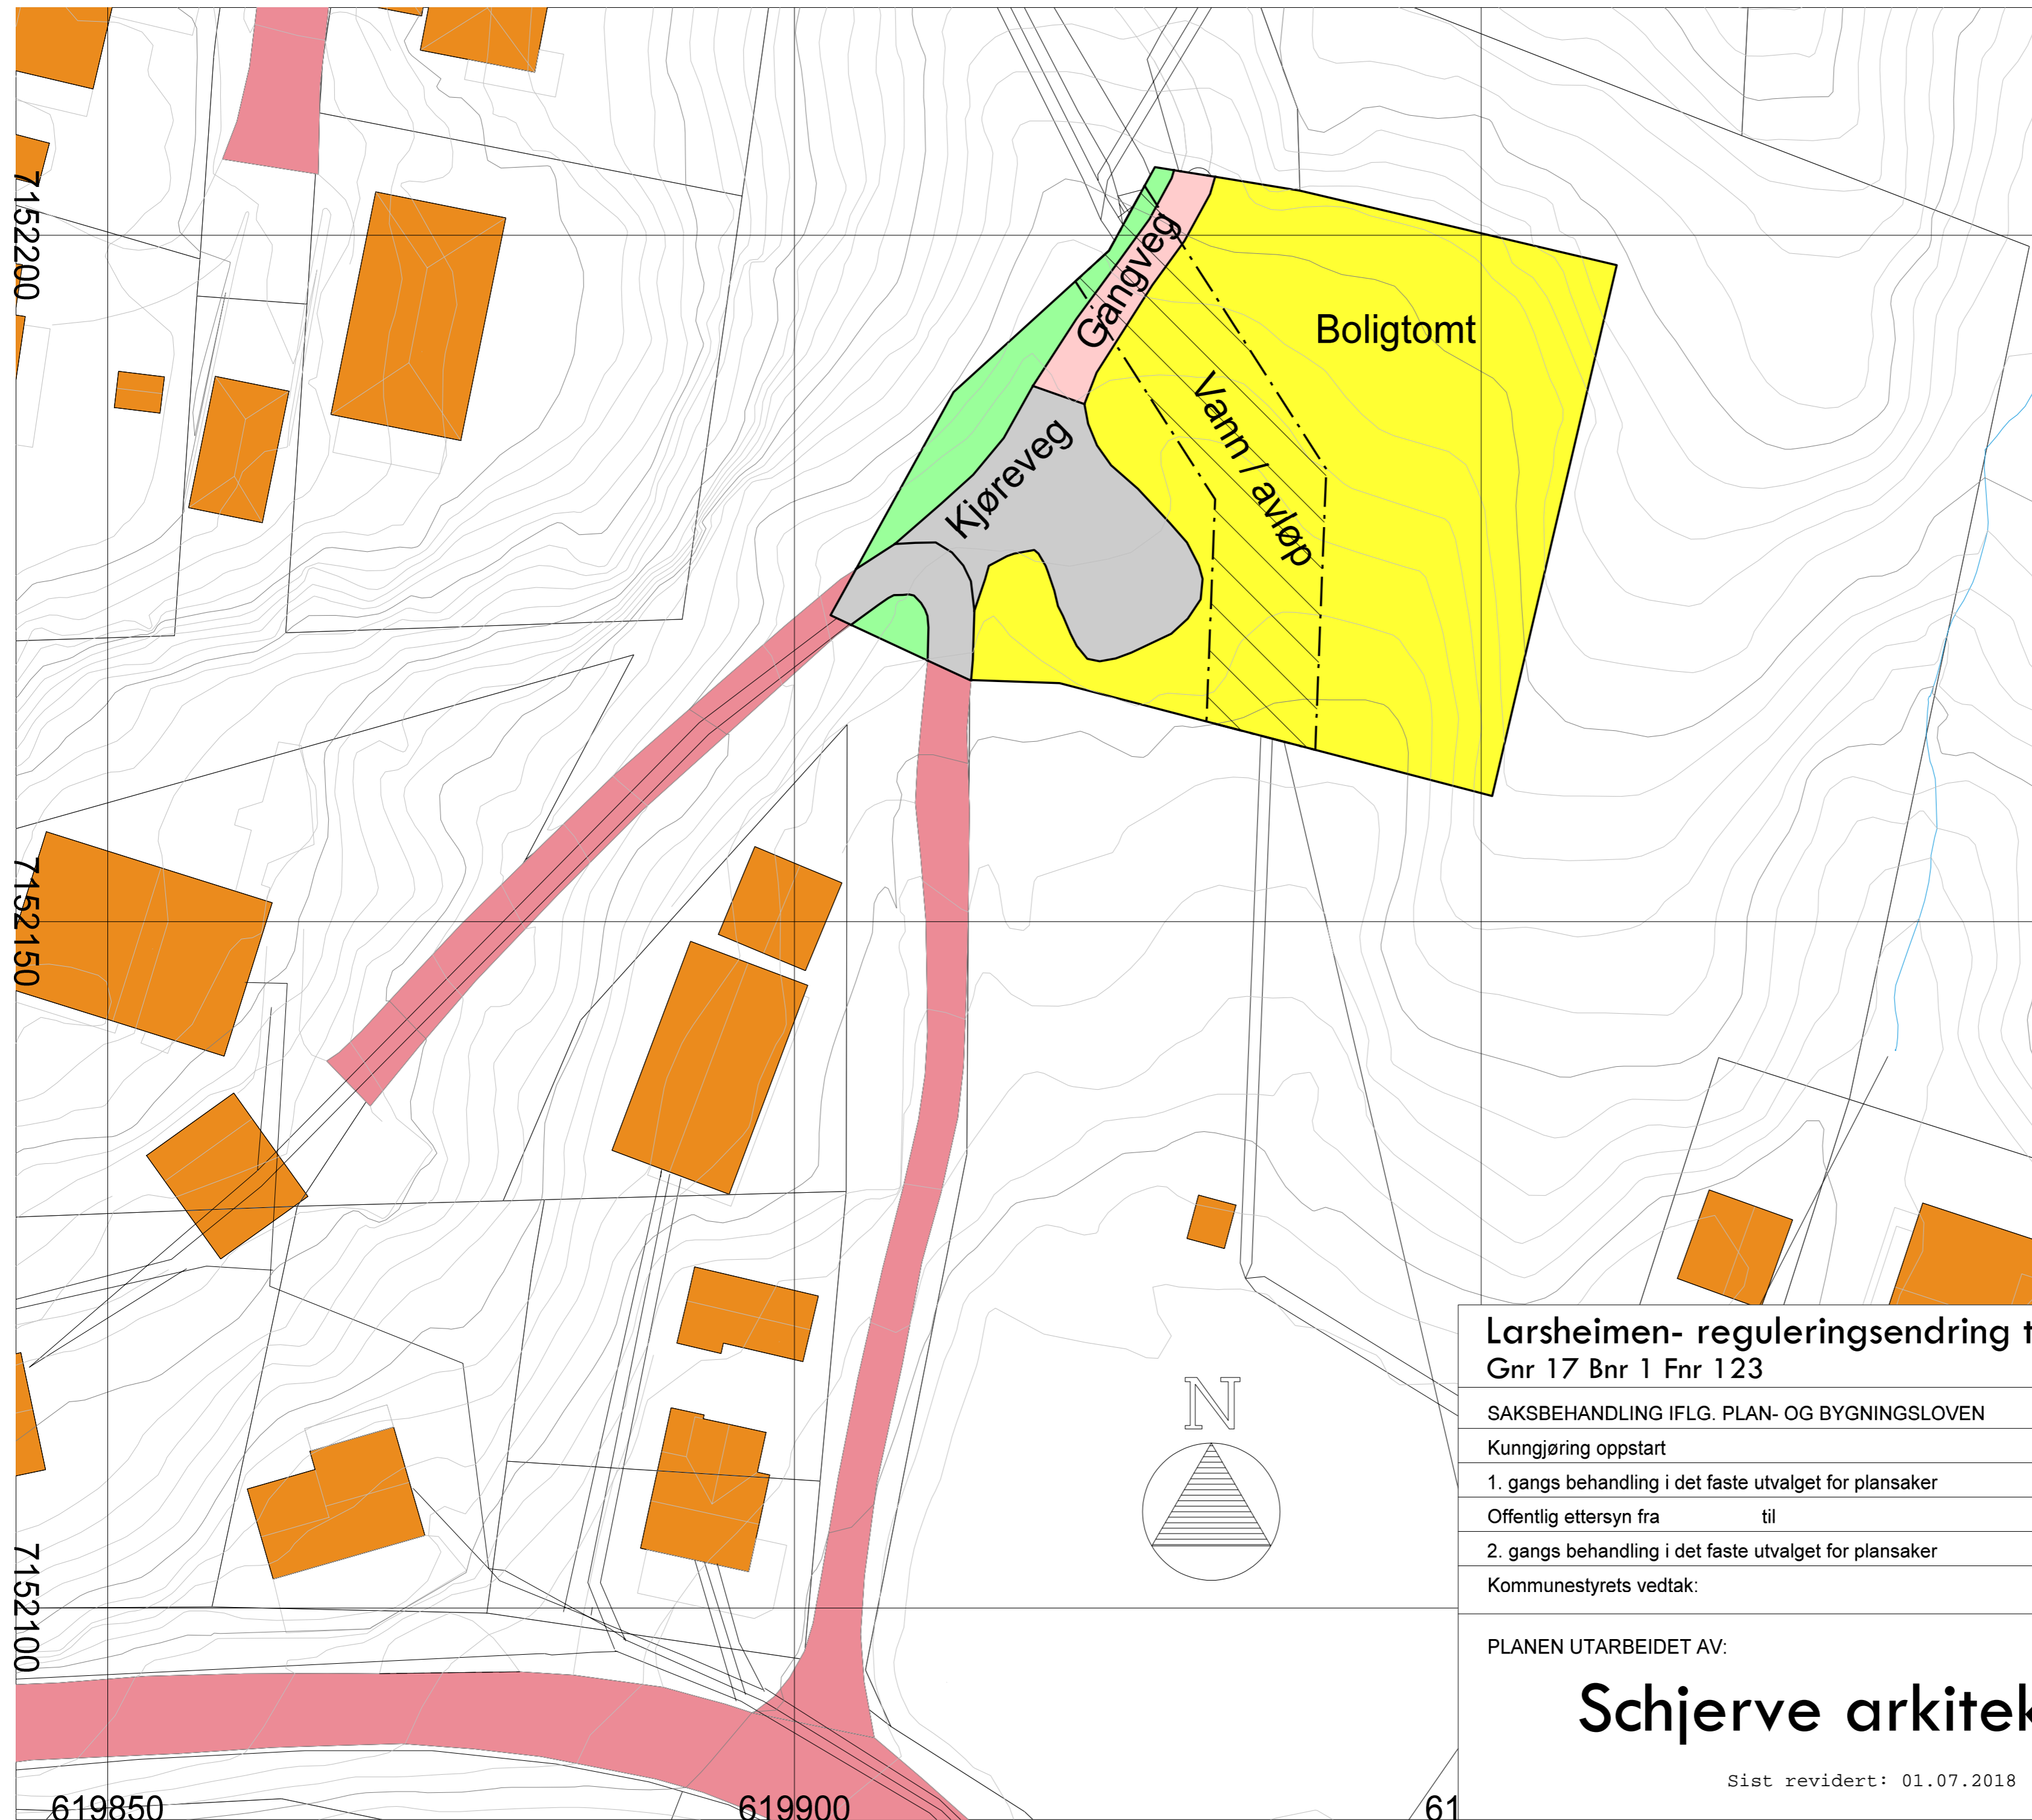 7152200
Gangveg
Boligtomt
Vann / avløp
Kjøreveg
7152150
7152100
N
Larsheimen- reguleringsendring
Gnr 17 Bnr 1 Fnr 123
SAKSBEHANDLING IFLG. PLAN- OG BYGNINGSLOVEN
Kunngjøring oppstart
1. gangs behandling i det faste utvalget for plansaker
Offentlig ettersyn fra til
2. gangs behandling i det faste utvalget for plansaker
Kommunestyrets vedtak:
PLANEN UTARBEIDET AV:
Schjerve arkitek
Sist revidert: 01.07.2018
619850
619900
61